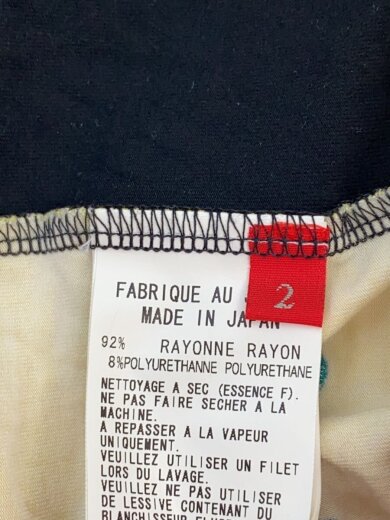 2
FABRIQUE AU
MADE IN JAPAN
92% RAYONNE RAYON
8%POLYURETHANNE POLYURETHANE
NETTOYAGE A SEC (ESSENCE F).
NE PAS FAIRE SECHER A LA
MACHINE.
A REPASSER A LA VAPEUR
UNIQUEMENT.
VEUILLEZ UTILISER UN FILET
LORS DU LAVAGE.
VEUILLEZ NE PAS UTILISER
DE LESSIVE CONTENANT DU
BLANCHISSEUR